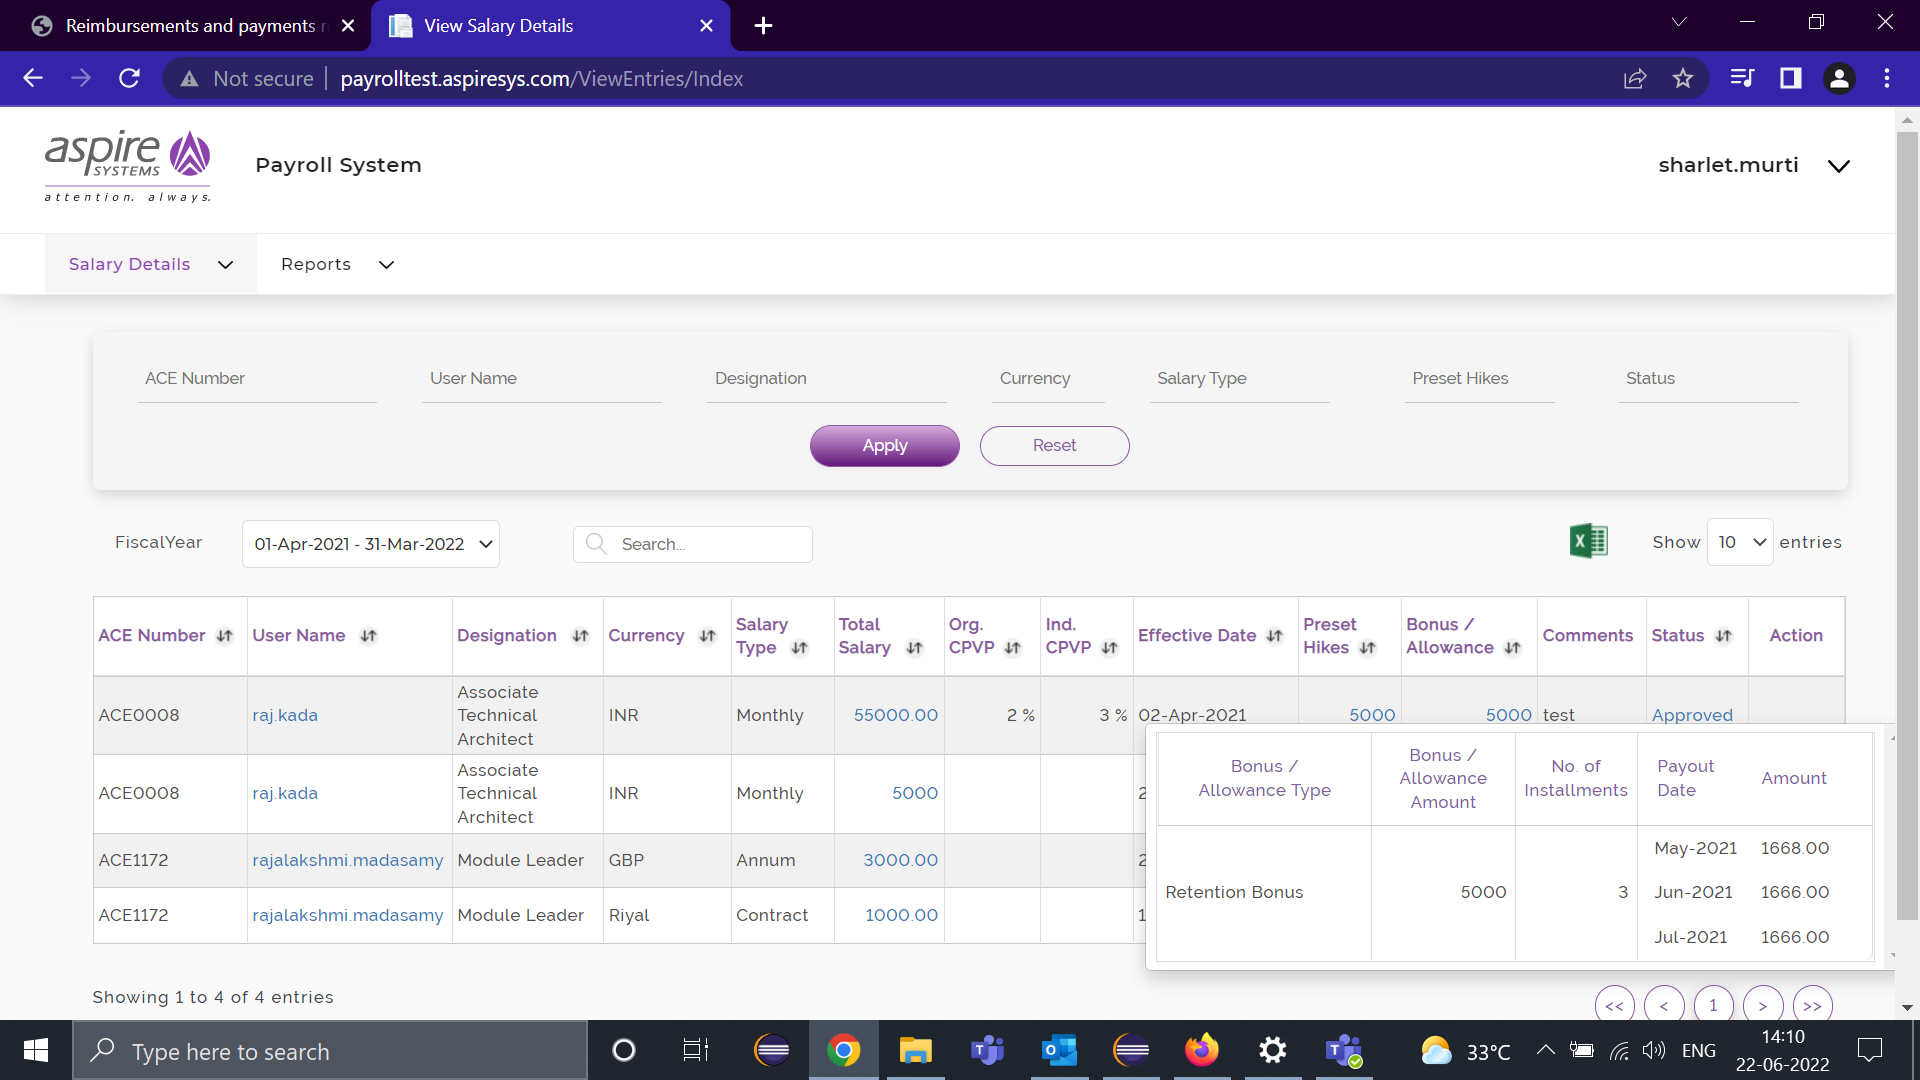 Reimbursements and payments
View Salary Details
Not secure
payrolltest.aspiresys.com/ViewEntries/Index
aspire
SYSTEMS
attention. always.
Payroll System
sharlet.murti
Salary Details
Reports
ACE Number
User Name
Designation
Currency
Salary Type
Preset Hikes
Status
Apply
Reset
FiscalYear
01-Apr-2021 - 31-Mar-2022
Search...
Show 10 entries
ACE Number
User Name
Designation
Currency
Salary Type
Total Salary
Org. CPVP
Ind. CPVP
Effective Date
Preset Hikes
Bonus / Allowance
Comments
Status
Action
ACE0008 raj.kada Associate Technical Architect INR Monthly 55000.00 2 % 3 % 02-Apr-2021 5000 5000 test Approved
ACE0008 raj.kada Associate Technical Architect INR Monthly 5000 2
ACE1172 rajalakshmi.madasamy Module Leader GBP Annum 3000.00 2
ACE1172 rajalakshmi.madasamy Module Leader Riyal Contract 1000.00 1
Bonus / Allowance Type
Bonus / Allowance Amount
No. of Installments
Payout Date
Amount
May-2021 1668.00
Retention Bonus 5000 3 Jun-2021 1666.00
Jul-2021 1666.00
Showing 1 to 4 of 4 entries
<< < 1 > >>
Type here to search
33°C
ENG
14:10
22-06-2022